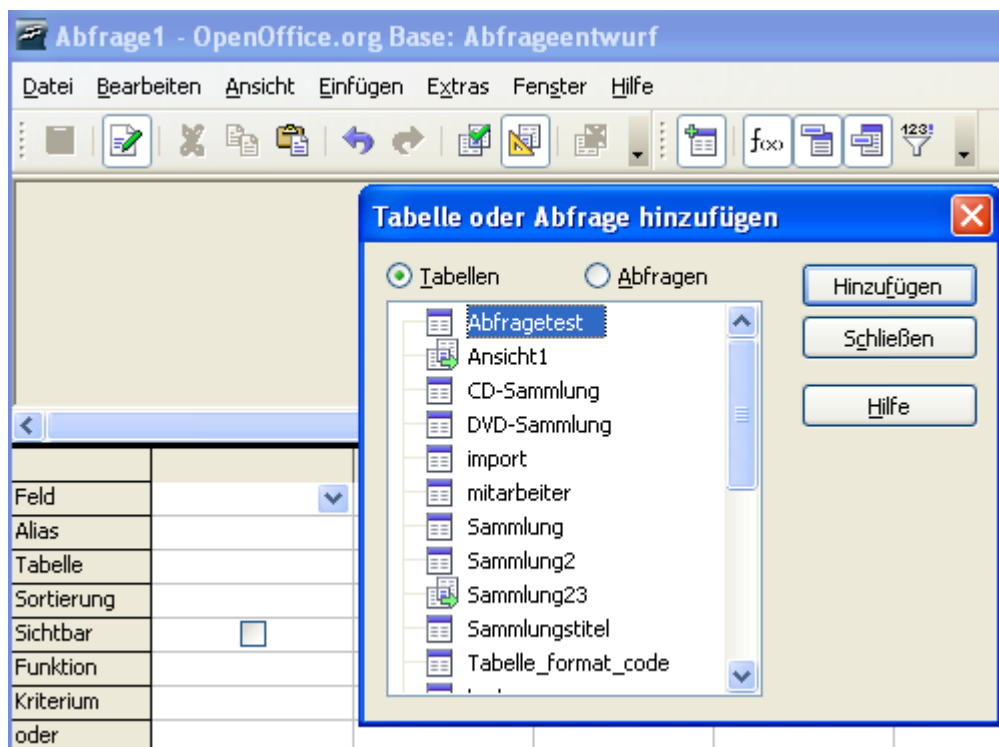 Abfrage1 - OpenOffice.org Base: Abfrageentwurf
Datei Bearbeiten Ansicht Einfügen Extras Fenster Hilfe
f(x) 123!
Tabelle oder Abfrage hinzufügen
Tabellen Abfragen
Hinzufügen
Schließen
Hilfe
Abfragetest
Ansicht1
CD-Sammlung
DVD-Sammlung
import
mitarbeiter
Sammlung
Sammlung2
Sammlung23
Sammlungstitel
Tabelle_format_code
Feld
Alias
Tabelle
Sortierung
Sichtbar
Funktion
Kriterium
oder